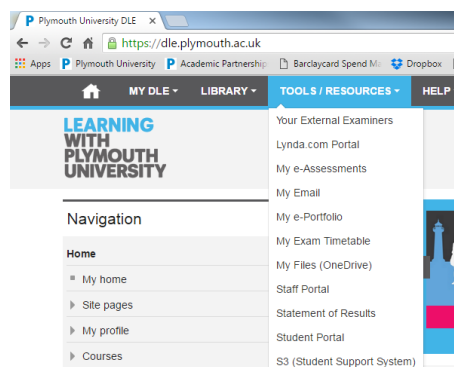 Plymouth University DLE
https://dle.plymouth.ac.uk
Apps Plymouth University Academic Partnership Barclaycard Spend Dropbox
MY DLE LIBRARY TOOLS / RESOURCES HELP
LEARNING
WITH
PLYMOUTH
UNIVERSITY
Navigation
Home
My home
Site pages
My profile
Courses
Your External Examiners
Lynda.com Portal
My e-Assessments
My Email
My e-Portfolio
My Exam Timetable
My Files (OneDrive)
Staff Portal
Statement of Results
Student Portal
S3 (Student Support System)